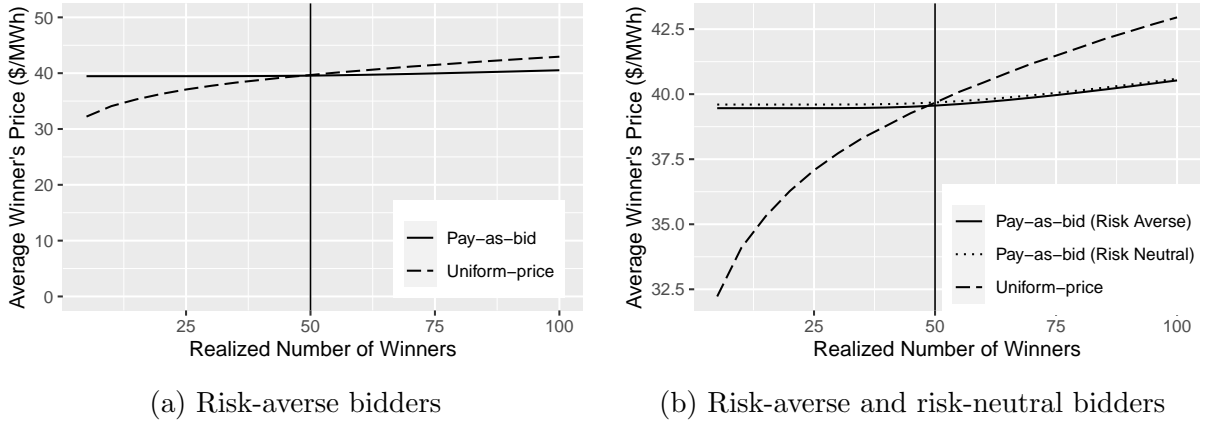 Average Winner's Price ($/MWh)
50
40
30
20
10
0
25
50
75
100
Realized Number of Winners
Pay−as−bid
Uniform−price
(a) Risk-averse bidders
Average Winner's Price ($/MWh)
42.5
40.0
37.5
35.0
32.5
25
50
75
100
Realized Number of Winners
Pay−as−bid (Risk Averse)
Pay−as−bid (Risk Neutral)
Uniform−price
(b) Risk-averse and risk-neutral bidders